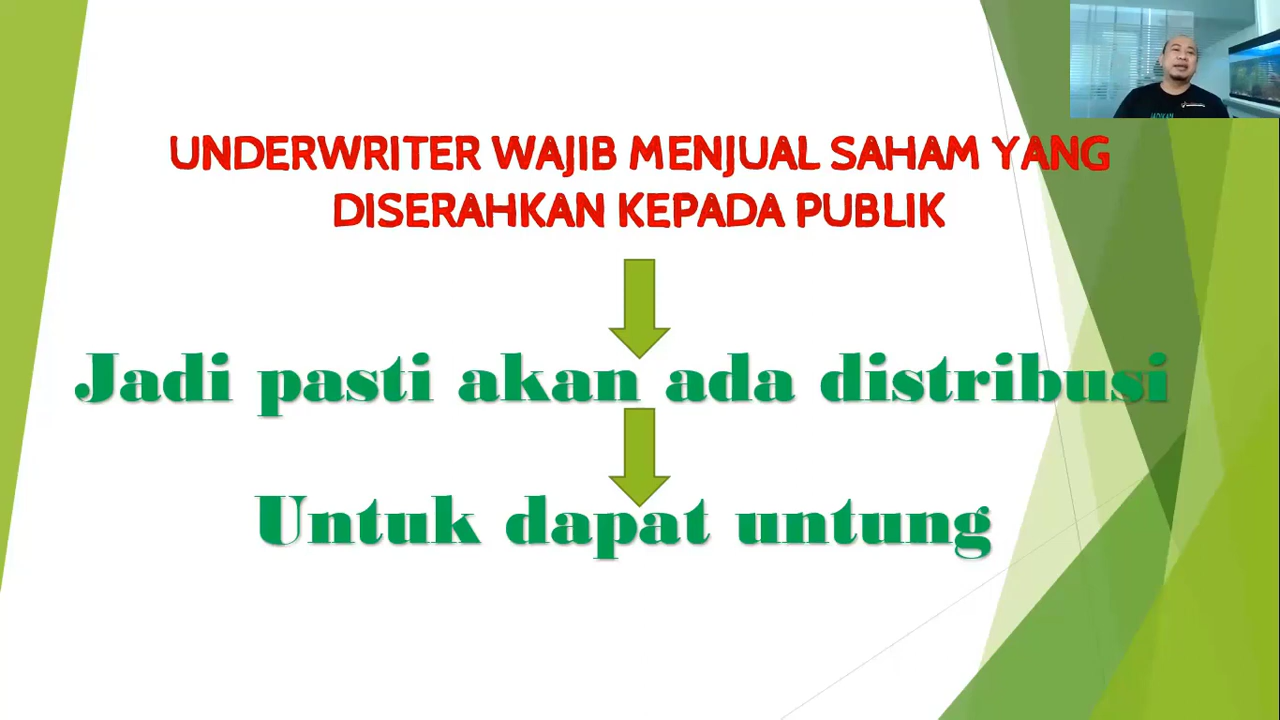 UNDERWRITER WAJIB MENJUAL SAHAM YANG
DISERAHKAN KEPADA PUBLIK
Jadi pasti akan ada distribusi
Untuk dapat untung